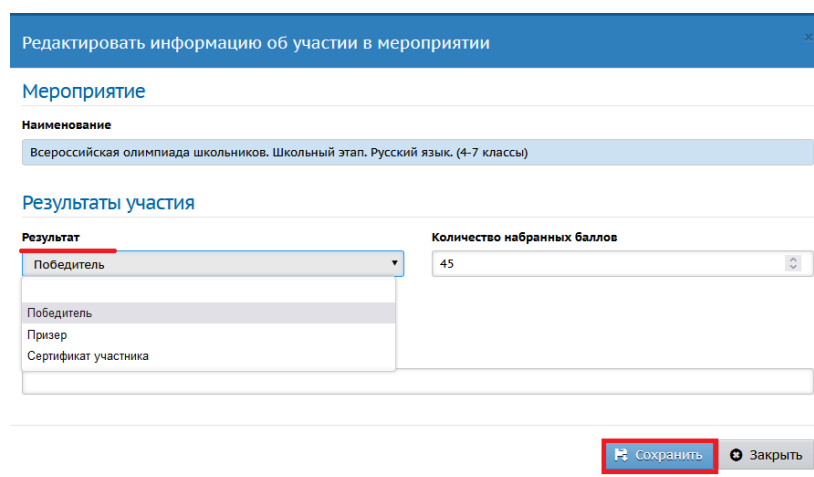 Редактировать информацию об участии в мероприятии
×
Мероприятие
Наименование
Всероссийская олимпиада школьников. Школьный этап. Русский язык. (4-7 классы)
Результаты участия
Результат
Количество набранных баллов
Победитель
45
Победитель
Призер
Сертификат участника
Сохранить
Закрыть